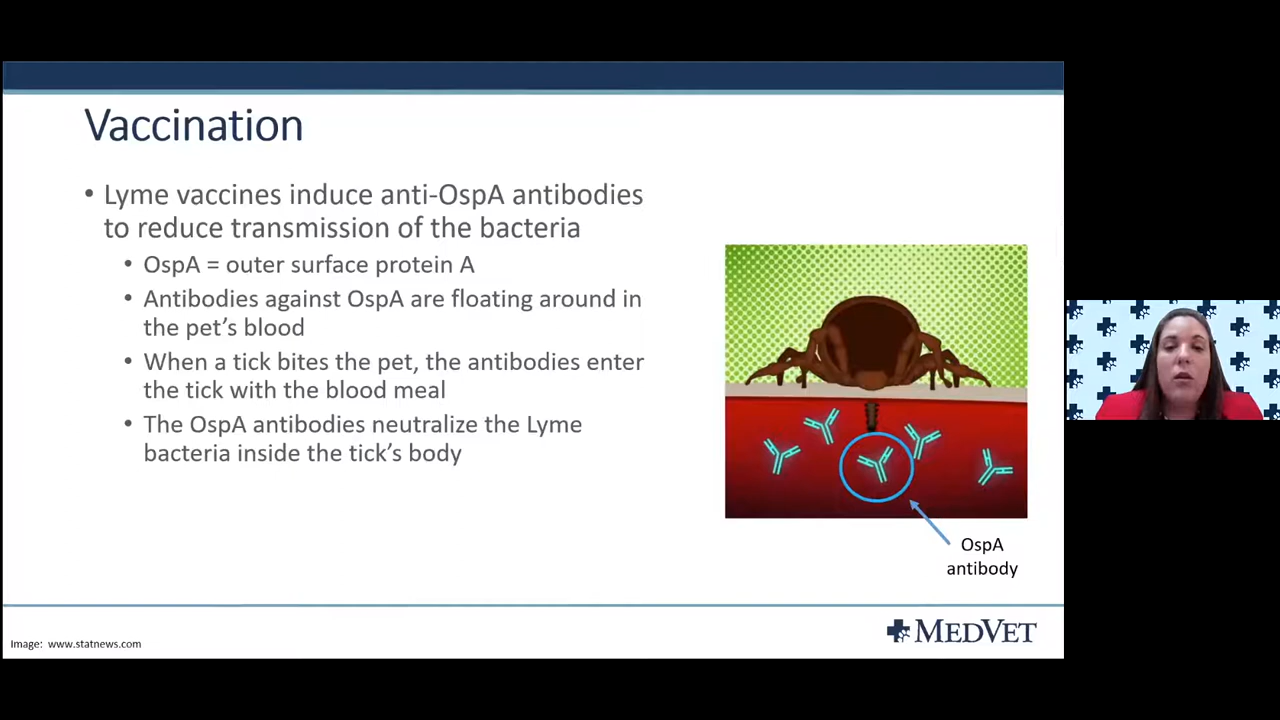 Vaccination
• Lyme vaccines induce anti-OspA antibodies
to reduce transmission of the bacteria
• OspA = outer surface protein A
• Antibodies against OspA are floating around in
the pet's blood
• When a tick bites the pet, the antibodies enter
the tick with the blood meal
• The OspA antibodies neutralize the Lyme
bacteria inside the tick's body
OspA
antibody
Image: www.statnews.com
MEDVET